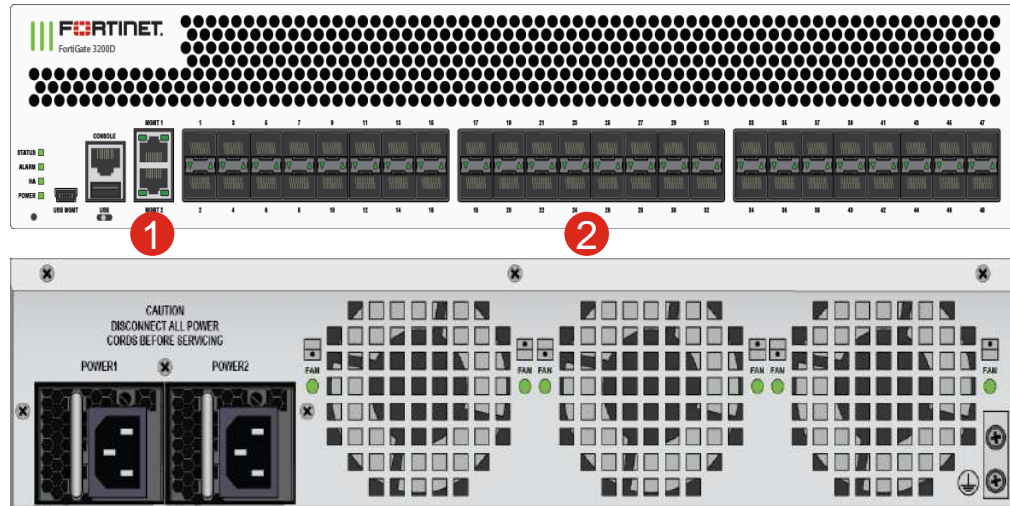 FORTINET.
FortiGate 3200D
MGMT 1 1 3 5 7 9 11 13 15 17 19 21 23 25 27 29 31 33 35 37 39 41 43 45 47
CONSOLE
STATUS
ALARM
HA
POWER
USB MGMT USB MGMT 2 2 4 6 8 10 12 14 16 18 20 22 24 26 28 30 32 34 36 38 40 42 44 46 48
1 2
CAUTION
DISCONNECT ALL POWER
CORDS BEFORE SERVICING
POWER1 POWER2
FAN FAN FAN FAN FAN FAN